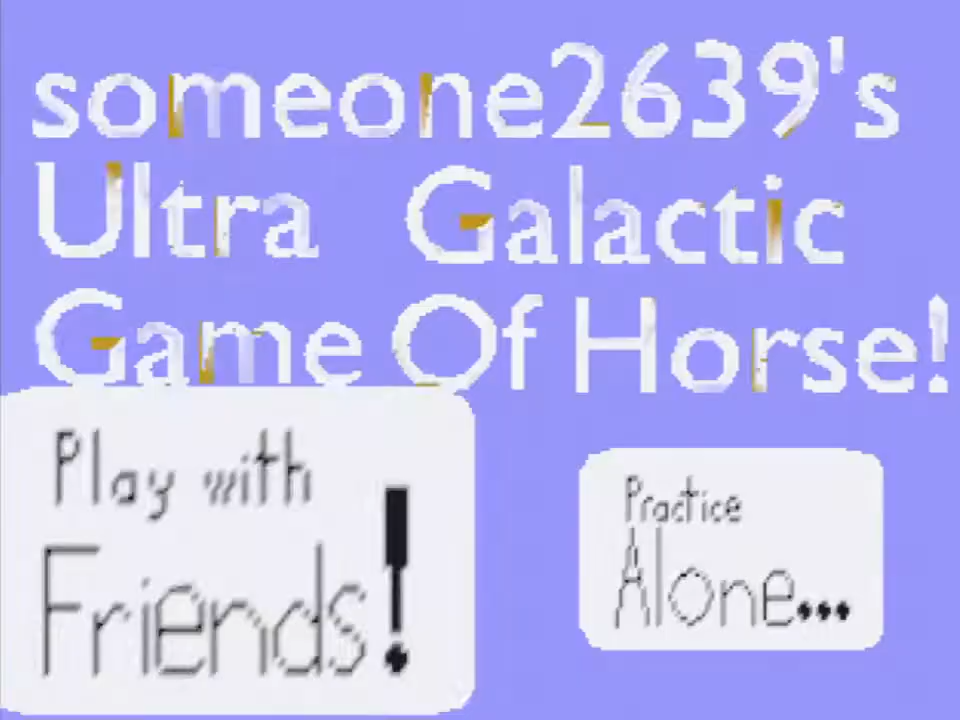 someone2639's
Ultra Galactic
Game Of Horse!
Play with
Friends!
Practice
Alone...